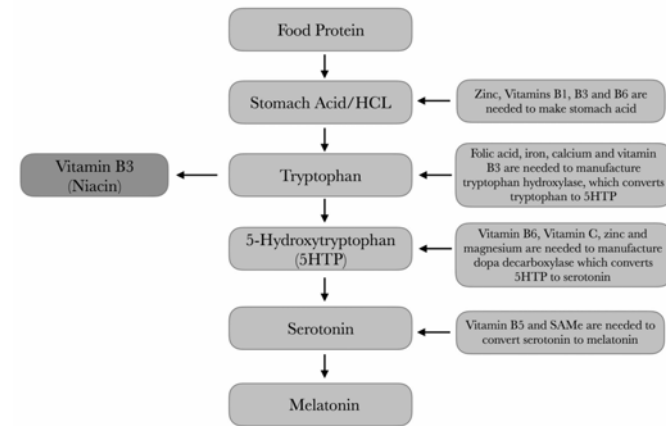 Food Protein
Stomach Acid/HCL
Zinc, Vitamins B1, B3 and B6 are
needed to make stomach acid
Vitamin B3
(Niacin)
Tryptophan
Folic acid, iron, calcium and vitamin
B3 are needed to manufacture
tryptophan hydroxylase, which converts
tryptophan to 5HTP
5-Hydroxytryptophan
(5HTP)
Vitamin B6, Vitamin C, zinc and
magnesium are needed to manufacture
dopa decarboxylase which converts
5HTP to serotonin
Serotonin
Vitamin B5 and SAMe are needed to
convert serotonin to melatonin
Melatonin